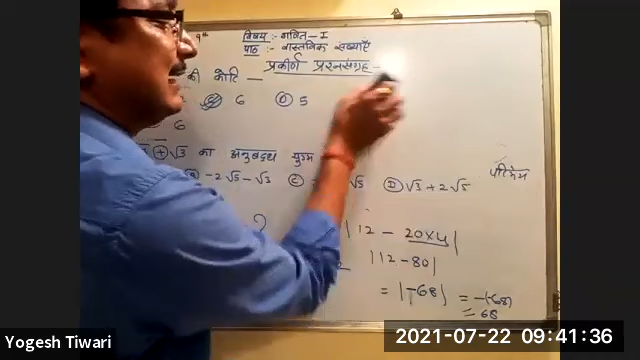 9th
विषय :- गणित - I
पाठ :- वास्तविक संख्याएँ
प्रकीर्ण प्रश्नसंग्रह -
की कोटि —
C 6 D 5
6
+ √3 का अनुबद्ध युग्म
-2√5 - √3 C √5 D √3 + 2√5
परिमेय
?
|12 - 20×4|
|12 - 80|
= |-68| = -(-68)
= 68
Yogesh Tiwari
2021-07-22 09:41:36